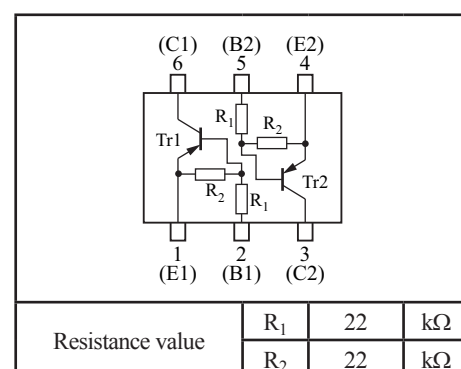 (C1) (B2) (E2)
6 5 4
R1
R2
Tr1
Tr2
R2
R1
1 2 3
(E1) (B1) (C2)
Resistance value R1 22 kΩ
R2 22 kΩ